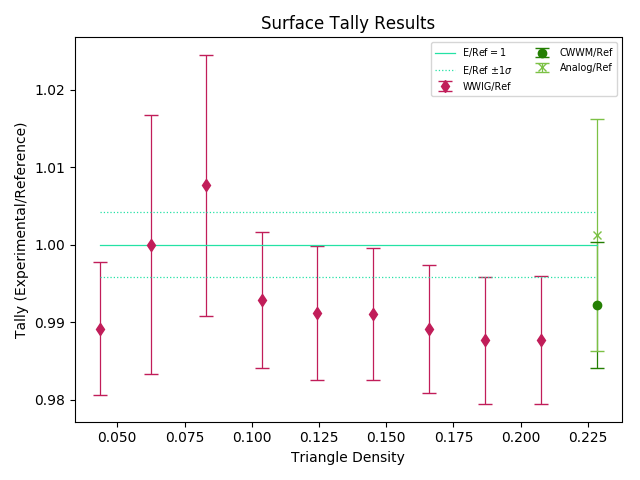 Surface Tally Results
E/Ref = 1
E/Ref ±1σ
WWIG/Ref
CWWM/Ref
Analog/Ref
Tally (Experimental/Reference)
1.02
1.01
1.00
0.99
0.98
0.050 0.075 0.100 0.125 0.150 0.175 0.200 0.225
Triangle Density